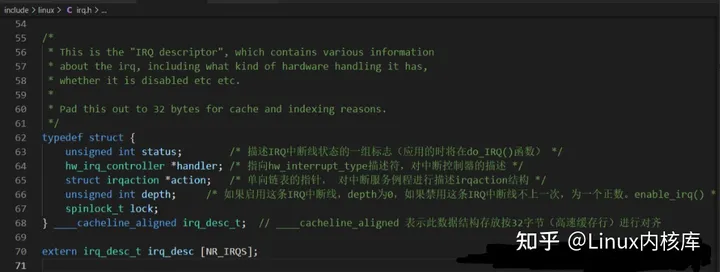 include > linux > C irq.h > ...
54
55 /*
56 * This is the "IRQ descriptor", which contains various information
57 * about the irq, including what kind of hardware handling it has,
58 * whether it is disabled etc etc.
59 *
60 * Pad this out to 32 bytes for cache and indexing reasons.
61 */
62 typedef struct {
63 unsigned int status; /* 描述IRQ中断线状态的一组标志（应用的时将在do_IRQ()函数） */
64 hw_irq_controller *handler; /* 指向hw_interrupt_type描述符，对中断控制器的描述 */
65 struct irqaction *action; /* 单向链表的指针， 对中断服务例程进行描述irqaction结构 */
66 unsigned int depth; /* 如果启用这条IRQ中断线，depth为0，如果禁用这条IRQ中断线不上一次，为一个正数。enable_irq() *
67 spinlock_t lock;
68 } ____cacheline_aligned irq_desc_t; // ____cacheline_aligned 表示此数据结构存放按32字节（高速缓存行）进行对齐
69
70 extern irq_desc_t irq_desc [NR_IRQS];
71
知乎 @Linux内核库